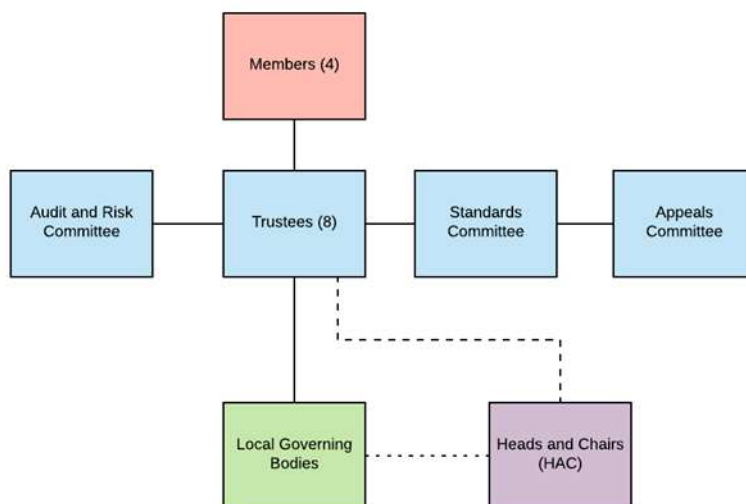 Members (4)
Audit and Risk
Committee
Trustees (8)
Standards
Committee
Appeals
Committee
Local Governing
Bodies
Heads and Chairs
(HAC)